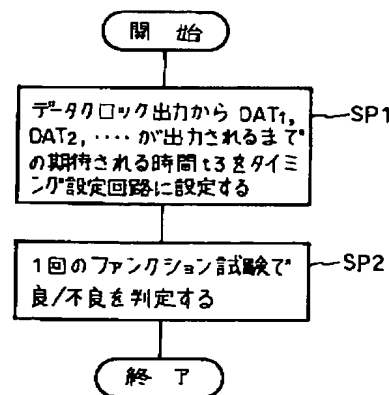 開 始
データクロック出力から DAT1,
DAT2, ‥‥ が出力されるまで
の期待される時間 t3 をタイミ
ング設定回路に設定する
SP1
1回のファンクション試験で
良/不良を判定する
SP2
終 了